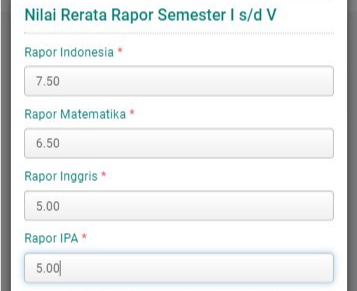 Nilai Rerata Rapor Semester I s/d V
Rapor Indonesia *
7.50
Rapor Matematika *
6.50
Rapor Inggris *
5.00
Rapor IPA *
5.00